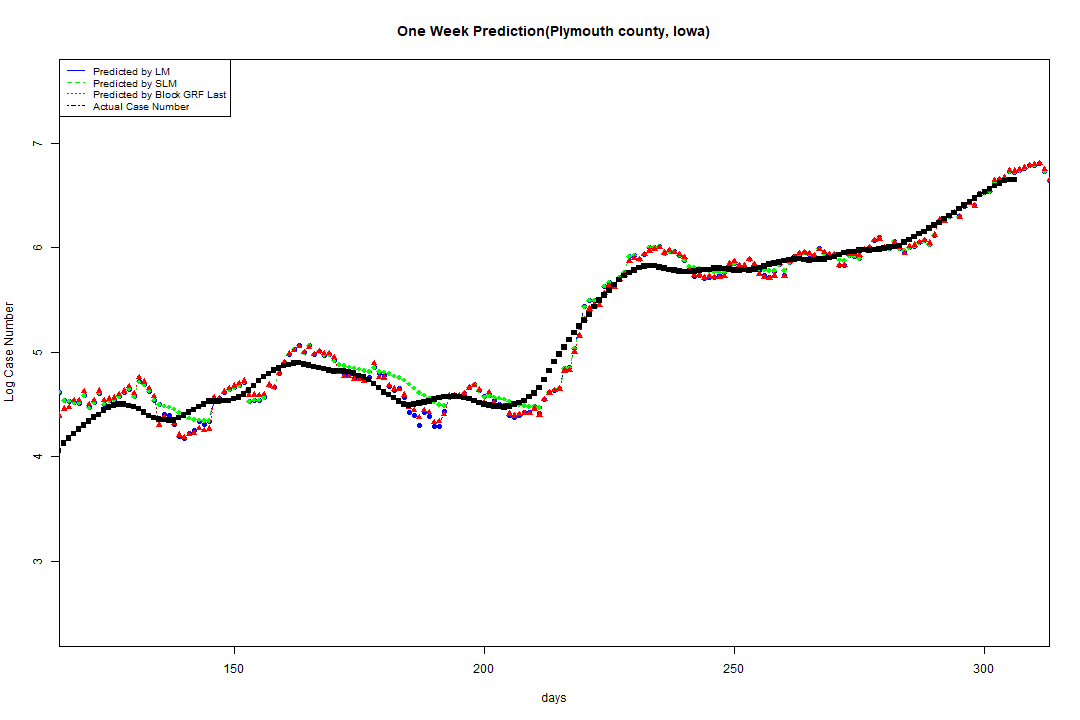 One Week Prediction(Plymouth county, Iowa)
Predicted by LM
Predicted by SLM
Predicted by Block GRF Last
Actual Case Number
7
6
5
4
3
Log Case Number
150 200 250 300
days